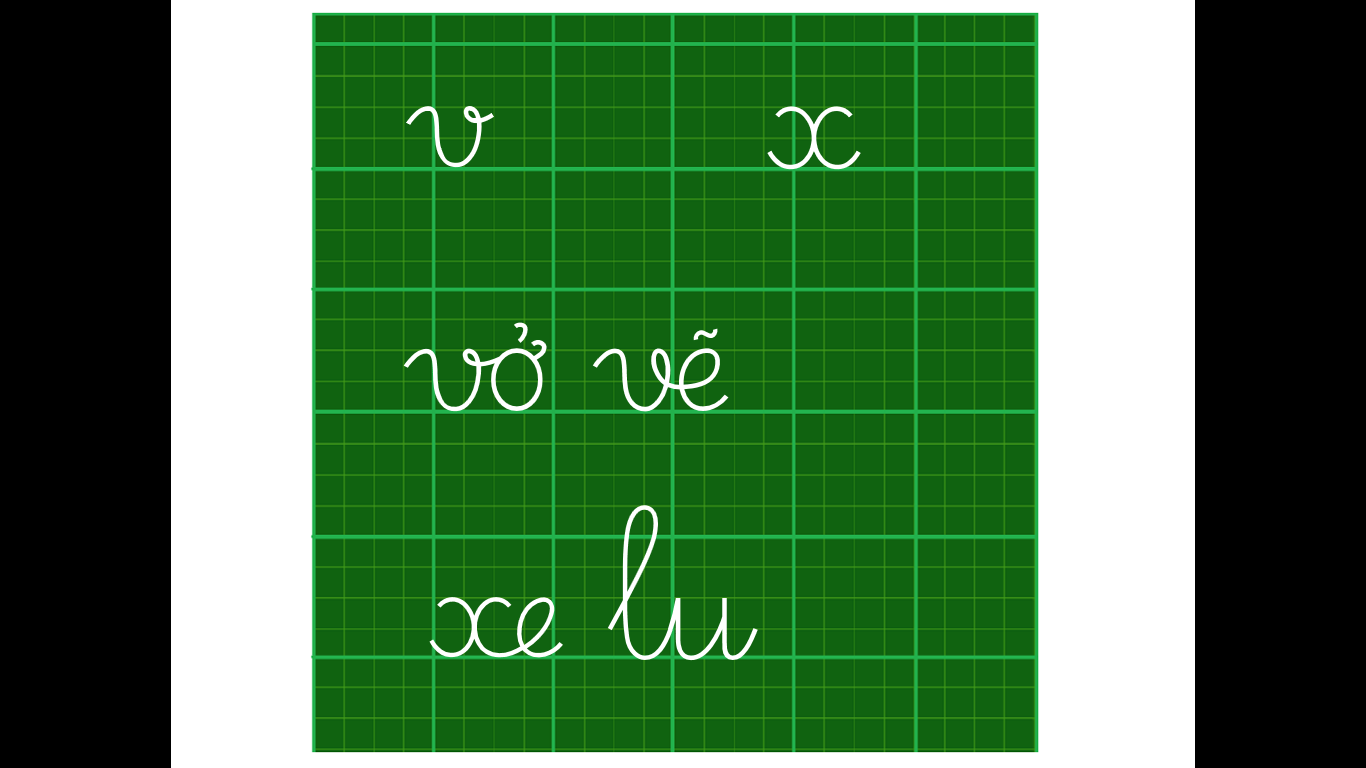 v x
vở vẽ
xe lu